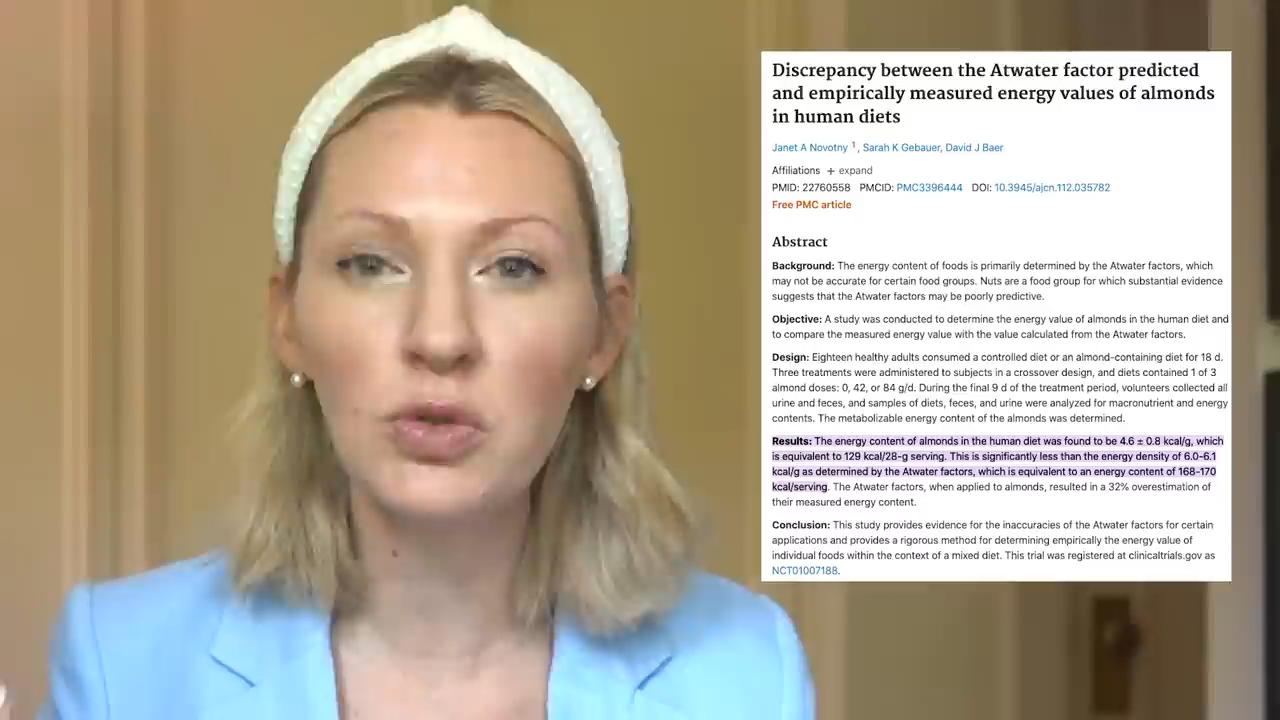 Discrepancy between the Atwater factor predicted
and empirically measured energy values of almonds
in human diets
Janet A Novotny 1, Sarah K Gebauer, David J Baer
Affiliations + expand
PMID: 22760558 PMCID: PMC3396444 DOI: 10.3945/ajcn.112.035782
Free PMC article
Abstract
Background: The energy content of foods is primarily determined by the Atwater factors, which
may not be accurate for certain food groups. Nuts are a food group for which substantial evidence
suggests that the Atwater factors may be poorly predictive.
Objective: A study was conducted to determine the energy value of almonds in the human diet and
to compare the measured energy value with the value calculated from the Atwater factors.
Design: Eighteen healthy adults consumed a controlled diet or an almond-containing diet for 18 d.
Three treatments were administered to subjects in a crossover design, and diets contained 1 of 3
almond doses: 0, 42, or 84 g/d. During the final 9 d of the treatment period, volunteers collected all
urine and feces, and samples of diets, feces, and urine were analyzed for macronutrient and energy
contents. The metabolizable energy content of the almonds was determined.
Results: The energy content of almonds in the human diet was found to be 4.6 ± 0.8 kcal/g, which
is equivalent to 129 kcal/28-g serving. This is significantly less than the energy density of 6.0-6.1
kcal/g as determined by the Atwater factors, which is equivalent to an energy content of 168-170
kcal/serving. The Atwater factors, when applied to almonds, resulted in a 32% overestimation of
their measured energy content.
Conclusion: This study provides evidence for the inaccuracies of the Atwater factors for certain
applications and provides a rigorous method for determining empirically the energy value of
individual foods within the context of a mixed diet. This trial was registered at clinicaltrials.gov as
NCT01007188.